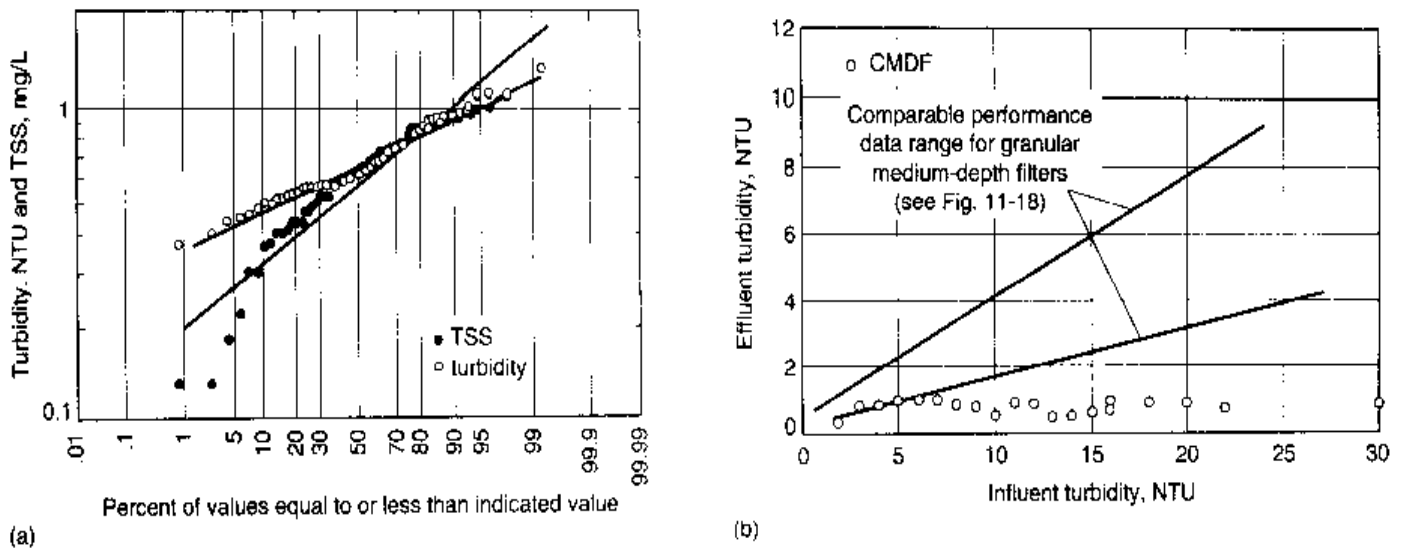 Turbidity. NTU and TSS, mg/L
1
0.1
TSS
turbidity
.01
.1
1
5
10
20
30
50
70
80
90
95
99
99.9
99.99
Percent of values equal to or less than indicated value
(a)
Effluent turbidity, NTU
12
10
8
6
4
2
0
CMDF
Comparable performance
data range for granular
medium-depth filters
(see Fig. 11-18)
0
5
10
15
20
25
30
Influent turbidity, NTU
(b)